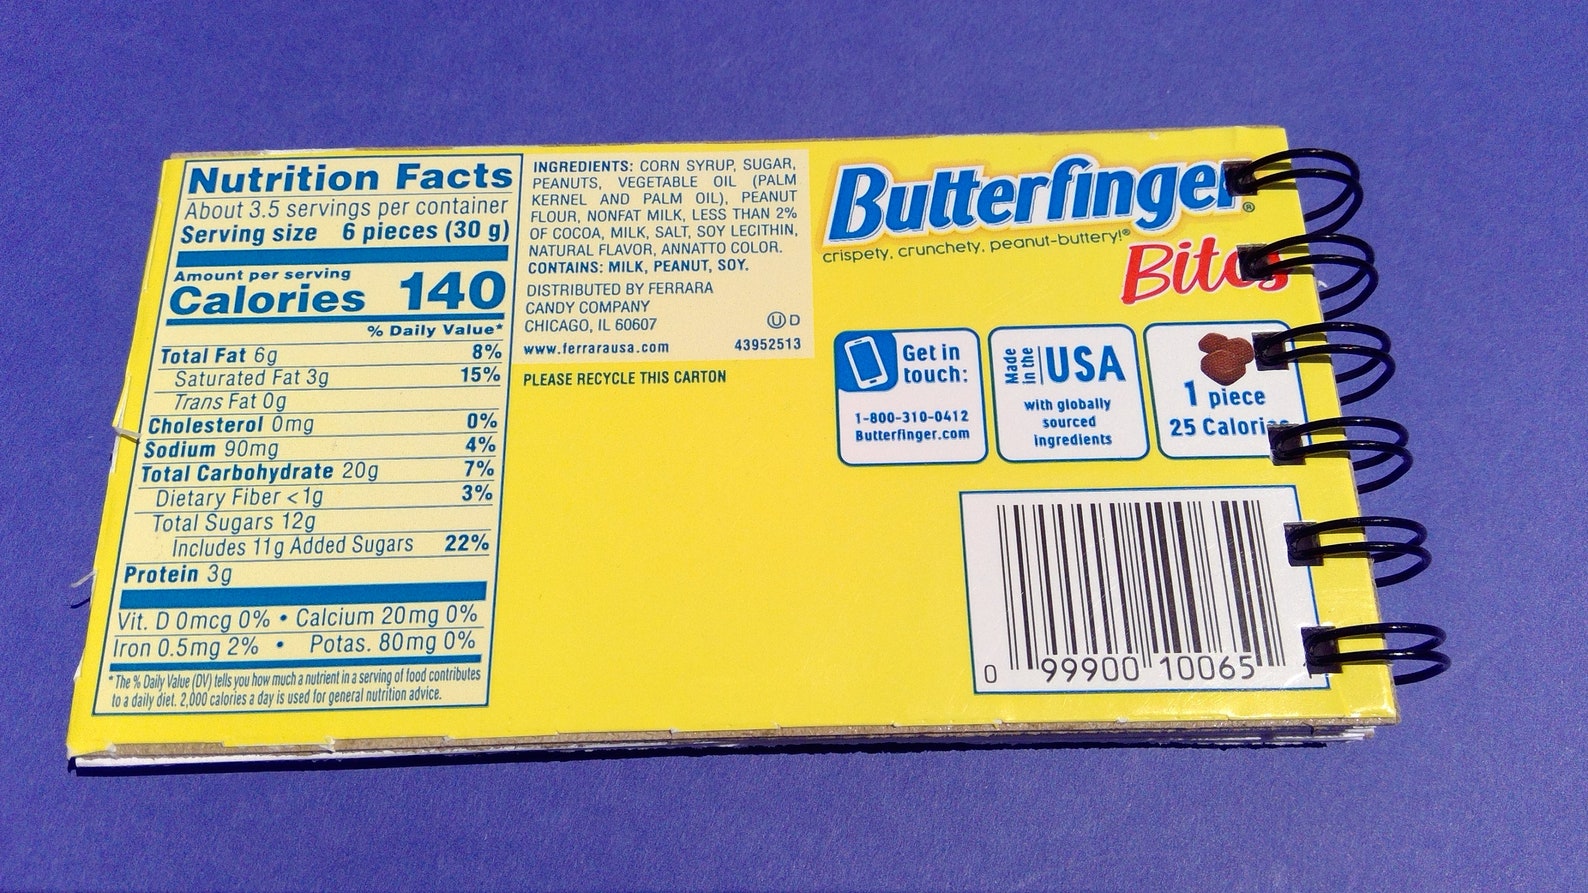 Nutrition Facts
About 3.5 servings per container
Serving size 6 pieces (30 g)
Amount per serving
Calories 140
% Daily Value*
Total Fat 6g 8%
Saturated Fat 3g 15%
Trans Fat 0g
Cholesterol 0mg 0%
Sodium 90mg 4%
Total Carbohydrate 20g 7%
Dietary Fiber <1g 3%
Total Sugars 12g
Includes 11g Added Sugars 22%
Protein 3g
Vit. D 0mcg 0% • Calcium 20mg 0%
Iron 0.5mg 2% • Potas. 80mg 0%
*The % Daily Value (DV) tells you how much a nutrient in a serving of food contributes
to a daily diet. 2,000 calories a day is used for general nutrition advice.
INGREDIENTS: CORN SYRUP, SUGAR,
PEANUTS, VEGETABLE OIL (PALM
KERNEL AND PALM OIL), PEANUT
FLOUR, NONFAT MILK, LESS THAN 2%
OF COCOA, MILK, SALT, SOY LECITHIN,
NATURAL FLAVOR, ANNATTO COLOR.
CONTAINS: MILK, PEANUT, SOY.
DISTRIBUTED BY FERRARA
CANDY COMPANY
CHICAGO, IL 60607
Ⓤ D
www.ferrarausa.com 43952513
PLEASE RECYCLE THIS CARTON
Butterfinger®
crispety, crunchety, peanut-buttery!®
Bites
Get in
touch:
1-800-310-0412
Butterfinger.com
Made
in the
USA
with globally
sourced
ingredients
1 piece
25 Calories
0 99900 10065